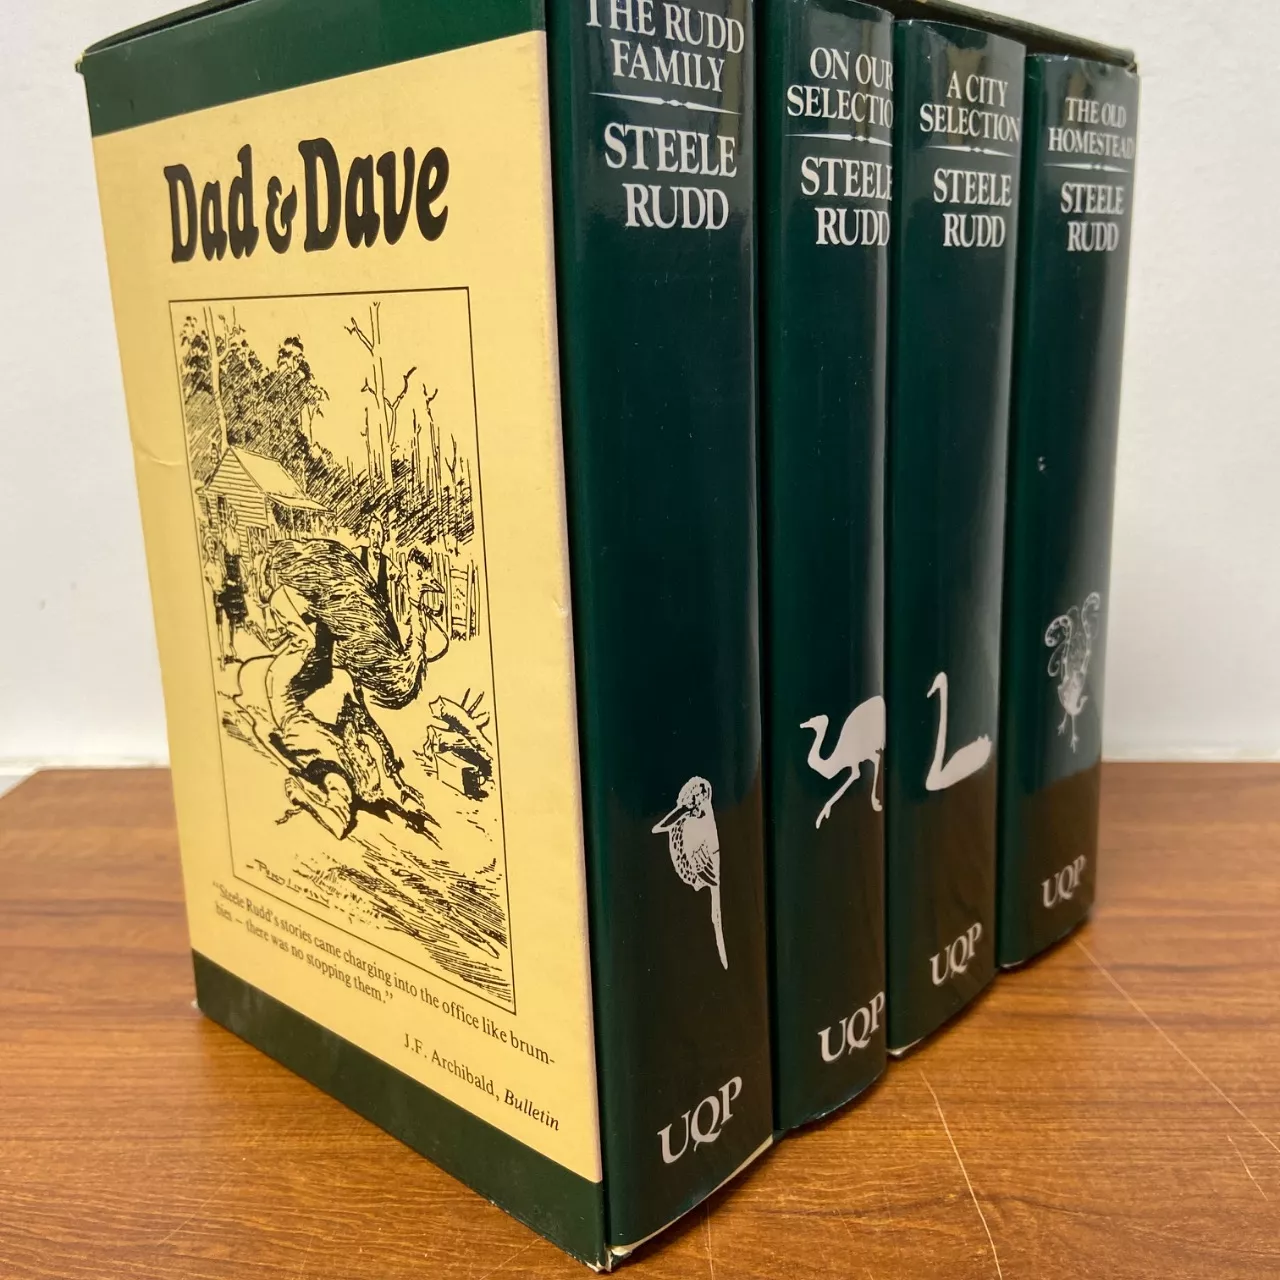 Dad & Dave
"Steele Rudd's stories came charging into the office like brum-
bies — there was no stopping them."
J.F. Archibald, Bulletin
THE RUDD
FAMILY
STEELE
RUDD
UQP
ON OUR
SELECTIO
STEELE
RUDD
UQP
A CITY
SELECTION
STEELE
RUDD
UQP
THE OLD
HOMESTEAD
STEELE
RUDD
UQP